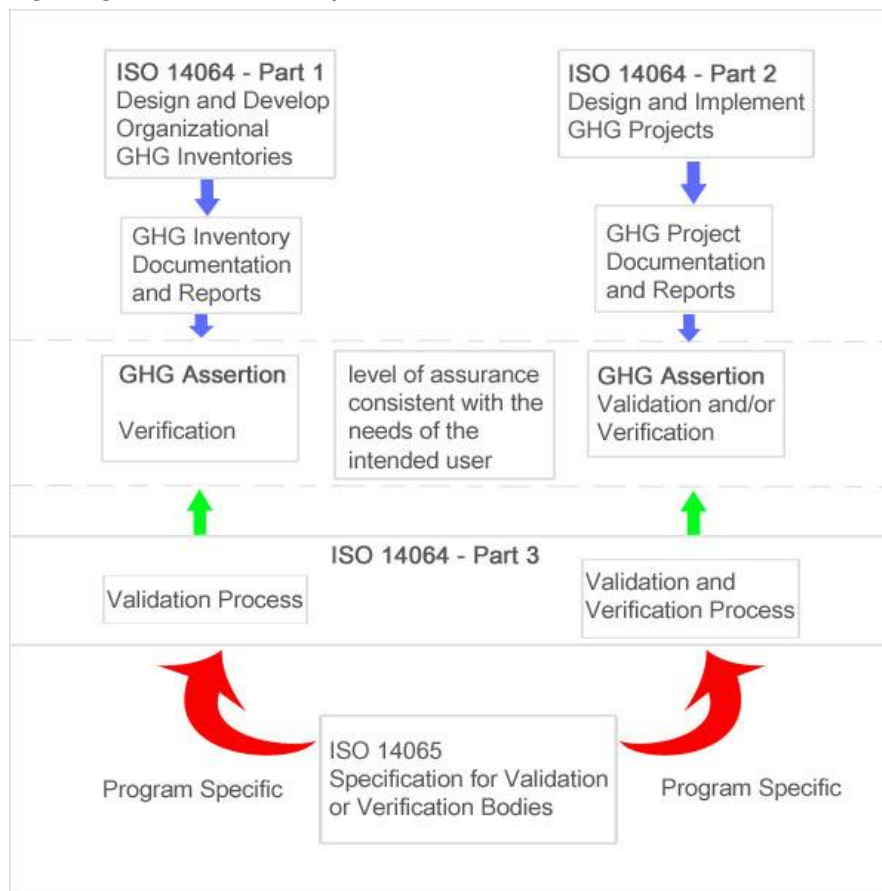 ISO 14064 - Part 1
Design and Develop
Organizational
GHG Inventories
ISO 14064 - Part 2
Design and Implement
GHG Projects
GHG Inventory
Documentation
and Reports
GHG Project
Documentation
and Reports
GHG Assertion
Verification
level of assurance
consistent with the
needs of the
intended user
GHG Assertion
Validation and/or
Verification
ISO 14064 - Part 3
Validation Process
Validation and
Verification Process
ISO 14065
Specification for Validation
or Verification Bodies
Program Specific
Program Specific